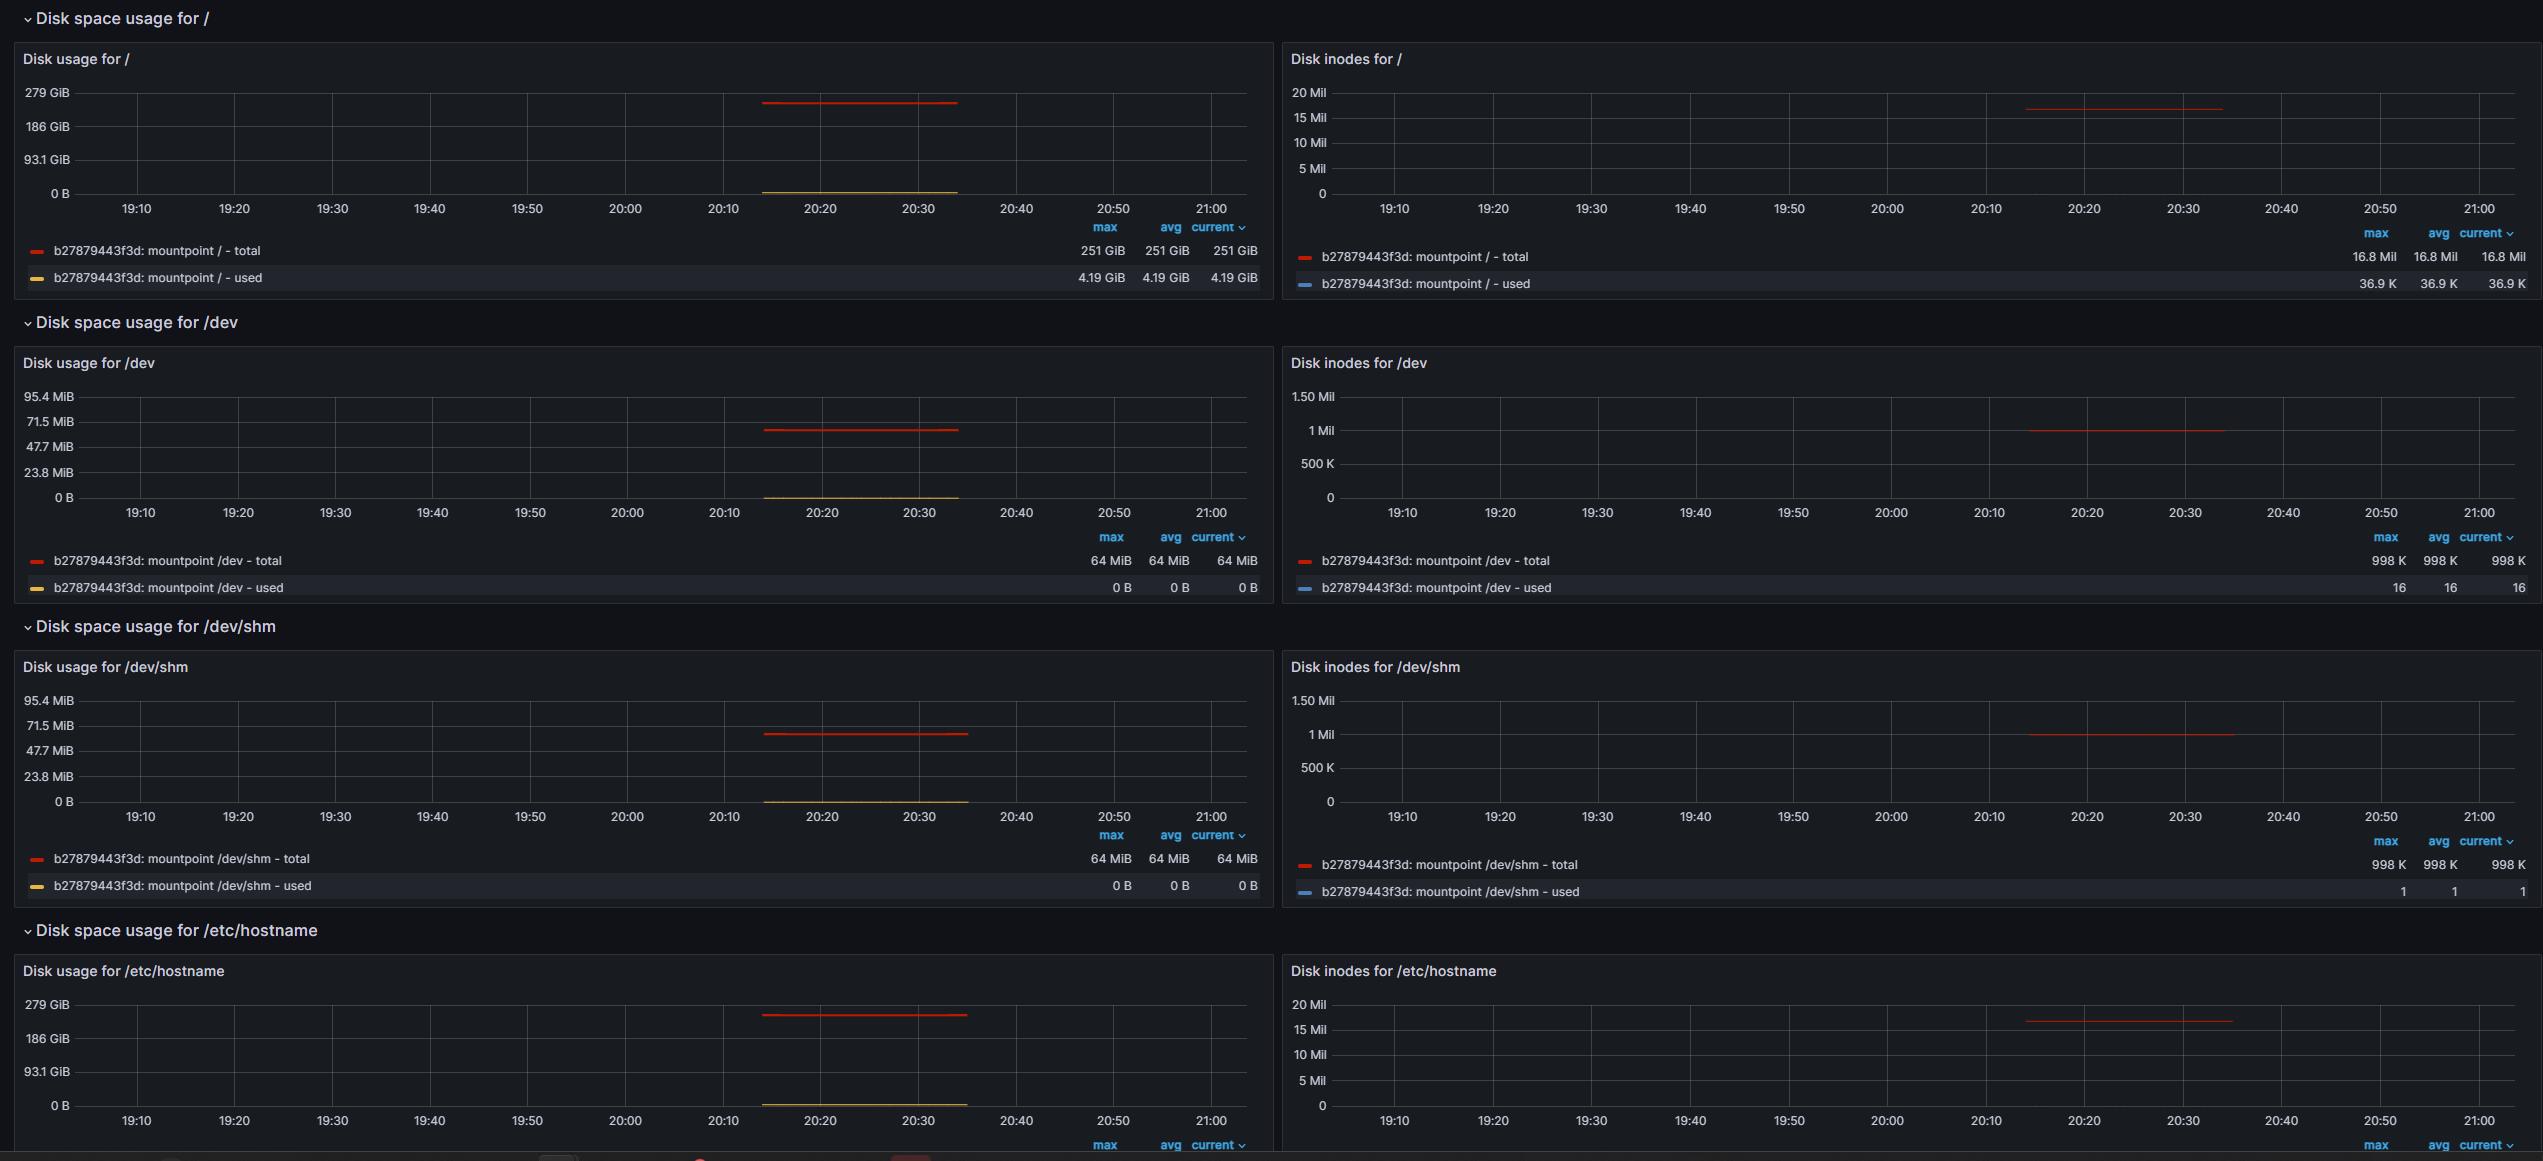 Disk space usage for /
Disk usage for /
279 GiB
186 GiB
93.1 GiB
0 B
19:10 19:20 19:30 19:40 19:50 20:00 20:10 20:20 20:30 20:40 20:50 21:00
max avg current
b27879443f3d: mountpoint / - total 251 GiB 251 GiB 251 GiB
b27879443f3d: mountpoint / - used 4.19 GiB 4.19 GiB 4.19 GiB
Disk inodes for /
20 Mil
15 Mil
10 Mil
5 Mil
0
19:10 19:20 19:30 19:40 19:50 20:00 20:10 20:20 20:30 20:40 20:50 21:00
max avg current
b27879443f3d: mountpoint / - total 16.8 Mil 16.8 Mil 16.8 Mil
b27879443f3d: mountpoint / - used 36.9 K 36.9 K 36.9 K
Disk space usage for /dev
Disk usage for /dev
95.4 MiB
71.5 MiB
47.7 MiB
23.8 MiB
0 B
19:10 19:20 19:30 19:40 19:50 20:00 20:10 20:20 20:30 20:40 20:50 21:00
max avg current
b27879443f3d: mountpoint /dev - total 64 MiB 64 MiB 64 MiB
b27879443f3d: mountpoint /dev - used 0 B 0 B 0 B
Disk inodes for /dev
1.50 Mil
1 Mil
500 K
0
19:10 19:20 19:30 19:40 19:50 20:00 20:10 20:20 20:30 20:40 20:50 21:00
max avg current
b27879443f3d: mountpoint /dev - total 998 K 998 K 998 K
b27879443f3d: mountpoint /dev - used 16 16 16
Disk space usage for /dev/shm
Disk usage for /dev/shm
95.4 MiB
71.5 MiB
47.7 MiB
23.8 MiB
0 B
19:10 19:20 19:30 19:40 19:50 20:00 20:10 20:20 20:30 20:40 20:50 21:00
max avg current
b27879443f3d: mountpoint /dev/shm - total 64 MiB 64 MiB 64 MiB
b27879443f3d: mountpoint /dev/shm - used 0 B 0 B 0 B
Disk inodes for /dev/shm
1.50 Mil
1 Mil
500 K
0
19:10 19:20 19:30 19:40 19:50 20:00 20:10 20:20 20:30 20:40 20:50 21:00
max avg current
b27879443f3d: mountpoint /dev/shm - total 998 K 998 K 998 K
b27879443f3d: mountpoint /dev/shm - used 1 1 1
Disk space usage for /etc/hostname
Disk usage for /etc/hostname
279 GiB
186 GiB
93.1 GiB
0 B
19:10 19:20 19:30 19:40 19:50 20:00 20:10 20:20 20:30 20:40 20:50 21:00
max avg current
Disk inodes for /etc/hostname
20 Mil
15 Mil
10 Mil
5 Mil
0
19:10 19:20 19:30 19:40 19:50 20:00 20:10 20:20 20:30 20:40 20:50 21:00
max avg current